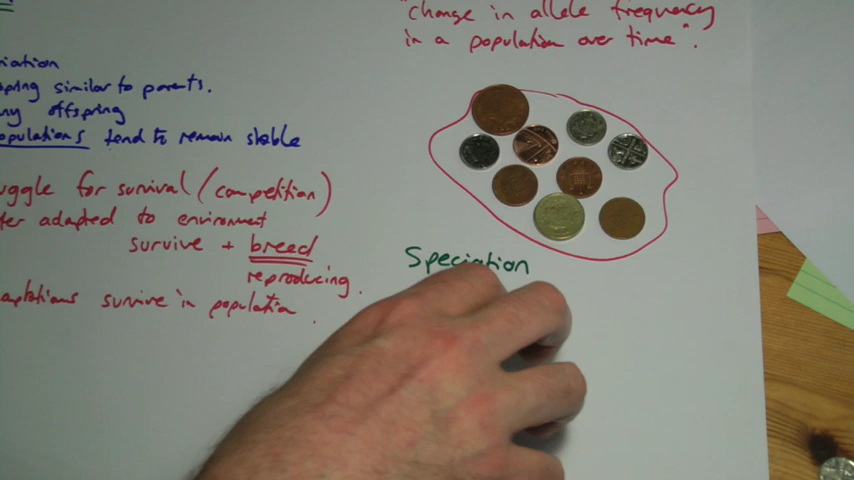 "change in allele frequency
in a population over time".
iation
spring similar to parents.
ny offspring
opulations tend to remain stable
uggle for survival (competition)
ter adapted to environment
survive + breed
reproducing.
aptations survive in population.
Speciation